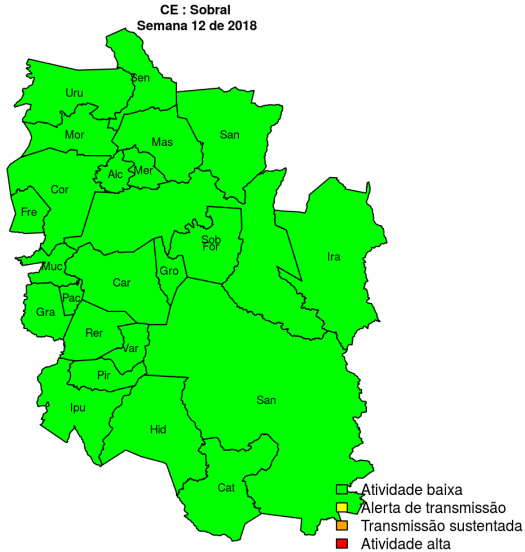 CE : Sobral
Semana 12 de 2018
Sen
Uru
Mor
Mas
San
Alc
Mer
Cor
Fre
Sob
For
Muc
Gro
Ira
Car
Pac
Gra
Rer
Var
Pir
San
Ipu
Hid
Cat
Atividade baixa
Alerta de transmissão
Transmissão sustentada
Atividade alta